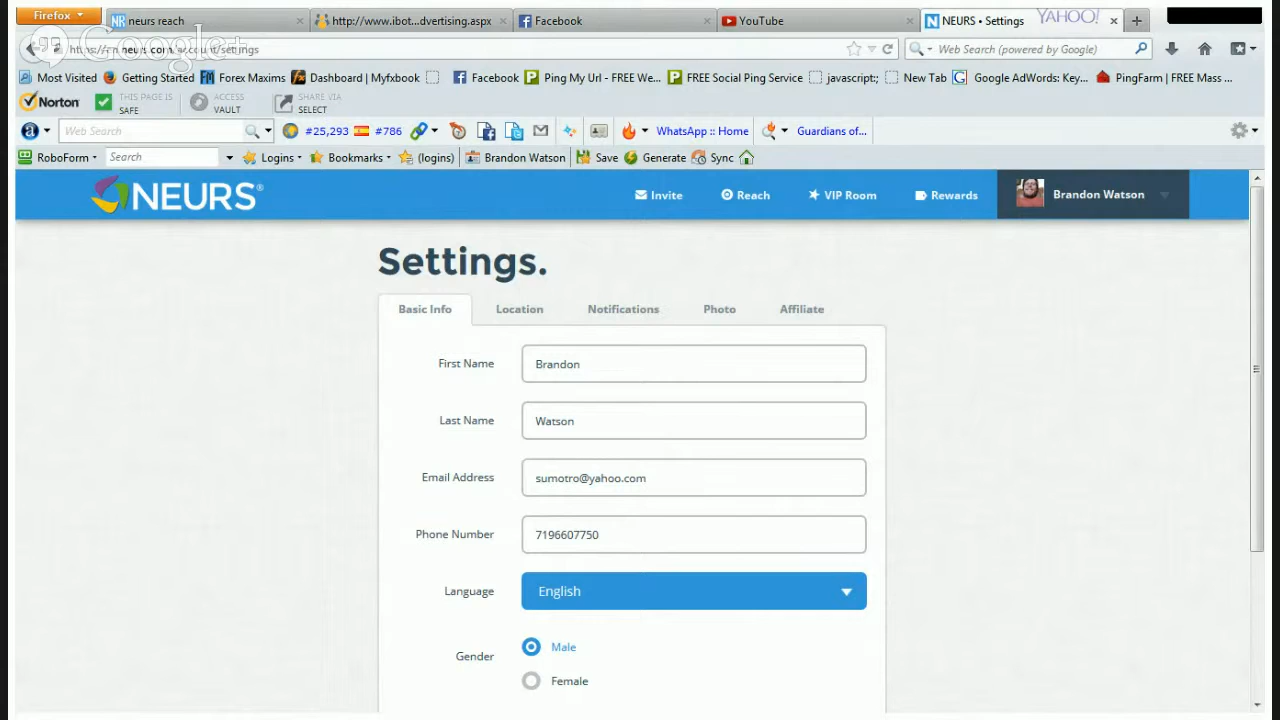 Firefox
neurs reach
http://www.ibot...dvertising.aspx
Facebook
YouTube
NEURS • Settings
YAHOO!
Google+
Web Search (powered by Google)
Most Visited
Getting Started
Forex Maxims
Dashboard | Myfxbook
Facebook
Ping My Url - FREE We...
FREE Social Ping Service
javascript:;
New Tab
Google AdWords: Key...
PingFarm | FREE Mass ...
Norton
THIS PAGE IS
SAFE
ACCESS
VAULT
SHARE VIA
SELECT
Web Search
#25,293
#786
WhatsApp :: Home
Guardians of...
RoboForm
Search
Logins
Bookmarks
(logins)
Brandon Watson
Save
Generate
Sync
NEURS®
Invite
Reach
VIP Room
Rewards
Brandon Watson
Settings.
Basic Info
Location
Notifications
Photo
Affiliate
First Name
Brandon
Last Name
Watson
Email Address
sumotro@yahoo.com
Phone Number
7196607750
Language
English
Gender
Male
Female